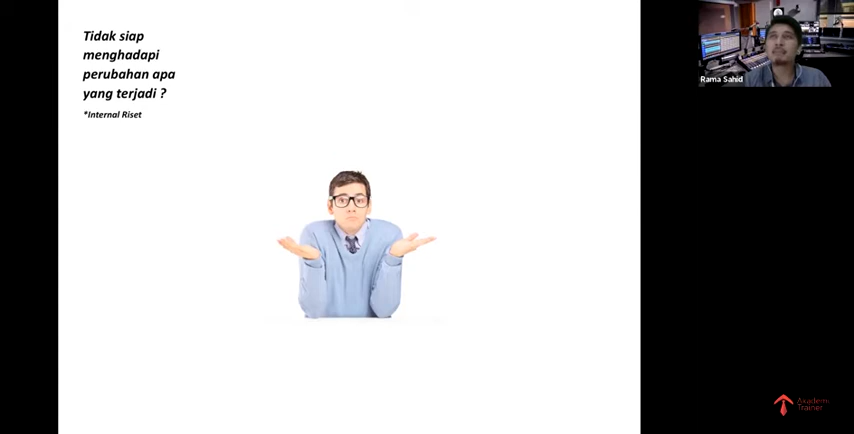 Tidak siap
menghadapi
perubahan apa
yang terjadi ?
*Internal Riset
Rama Sahid
Akademi
Trainer